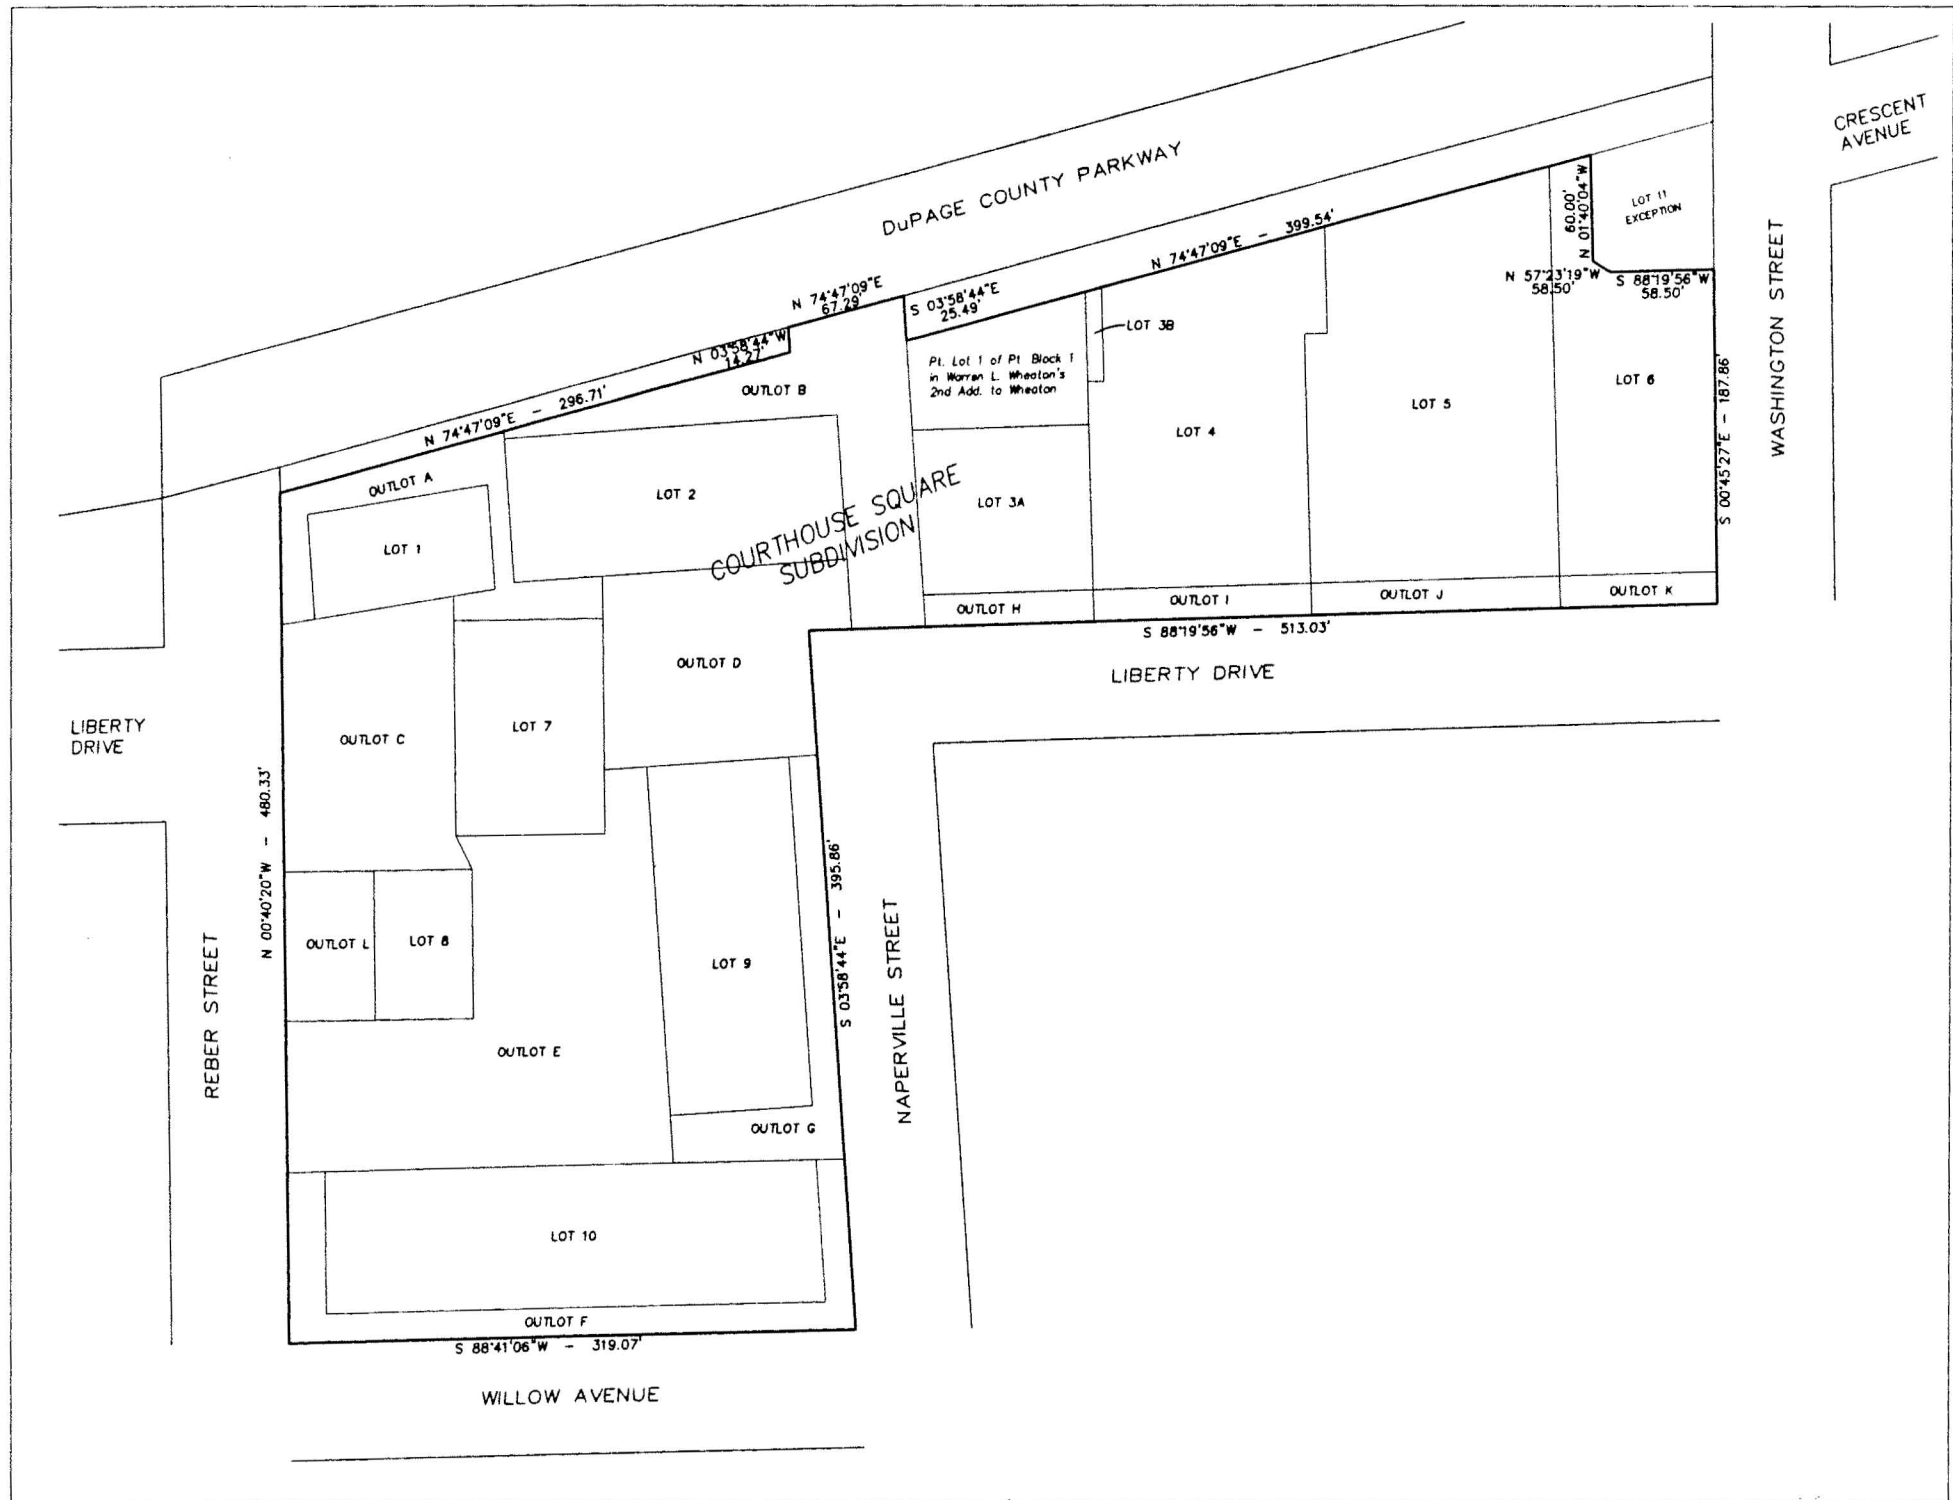 CRESCENT
AVENUE
DuPAGE COUNTY PARKWAY
LOT 11
EXCEPTION
60.00'
N 01°40'04"W
N 74°47'09"E - 399.54'
N 57°23'19"W
58.50'
S 88°19'56"W
58.50'
WASHINGTON STREET
N 74°47'09"E
67.29'
S 03°58'44"E
25.49'
LOT 3B
N 03°58'44"W
14.27'
Pt. Lot 1 of Pt Block 1
in Warren L. Wheaton's
2nd Add. to Wheaton
OUTLOT B
LOT 6
S 00°45'27"E - 187.86'
N 74°47'09"E - 296.71'
LOT 5
LOT 4
OUTLOT A
LOT 2
LOT 3A
COURTHOUSE SQUARE
SUBDIVISION
LOT 1
OUTLOT H
OUTLOT I
OUTLOT J
OUTLOT K
S 88°19'56"W - 513.03'
OUTLOT D
LIBERTY DRIVE
LIBERTY
DRIVE
OUTLOT C
LOT 7
N 00°40'20"W - 480.33'
S 03°58'44"E - 395.86'
OUTLOT L
LOT 8
LOT 9
REBER STREET
NAPERVILLE STREET
OUTLOT E
OUTLOT G
LOT 10
OUTLOT F
S 88°41'06"W - 319.07'
WILLOW AVENUE